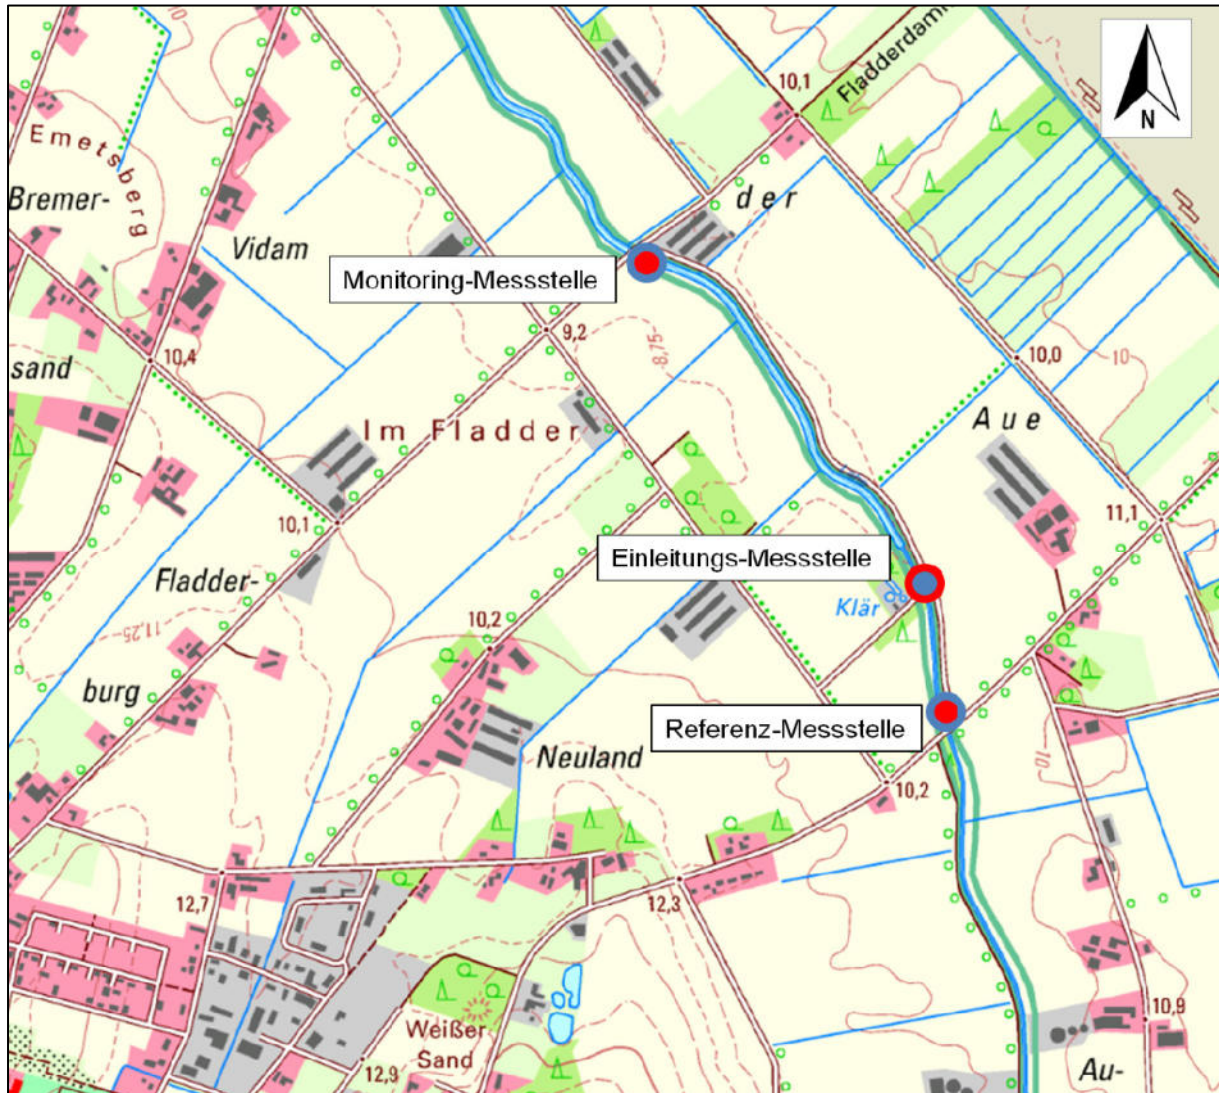 Fladderdamm
10,1
N
Emetsberg
Bremer-
Vidam
der
Monitoring-Messstelle
9,2
8,75
10,4
10,0
10
sand
Im Fladder
Aue
10,1
11,1
Einleitungs-Messstelle
Fladder-
Klär
11,25
10,2
burg
Referenz-Messstelle
Neuland
10
10,2
12,7
12,3
Weißer
Sand
10,9
12,9
Au-